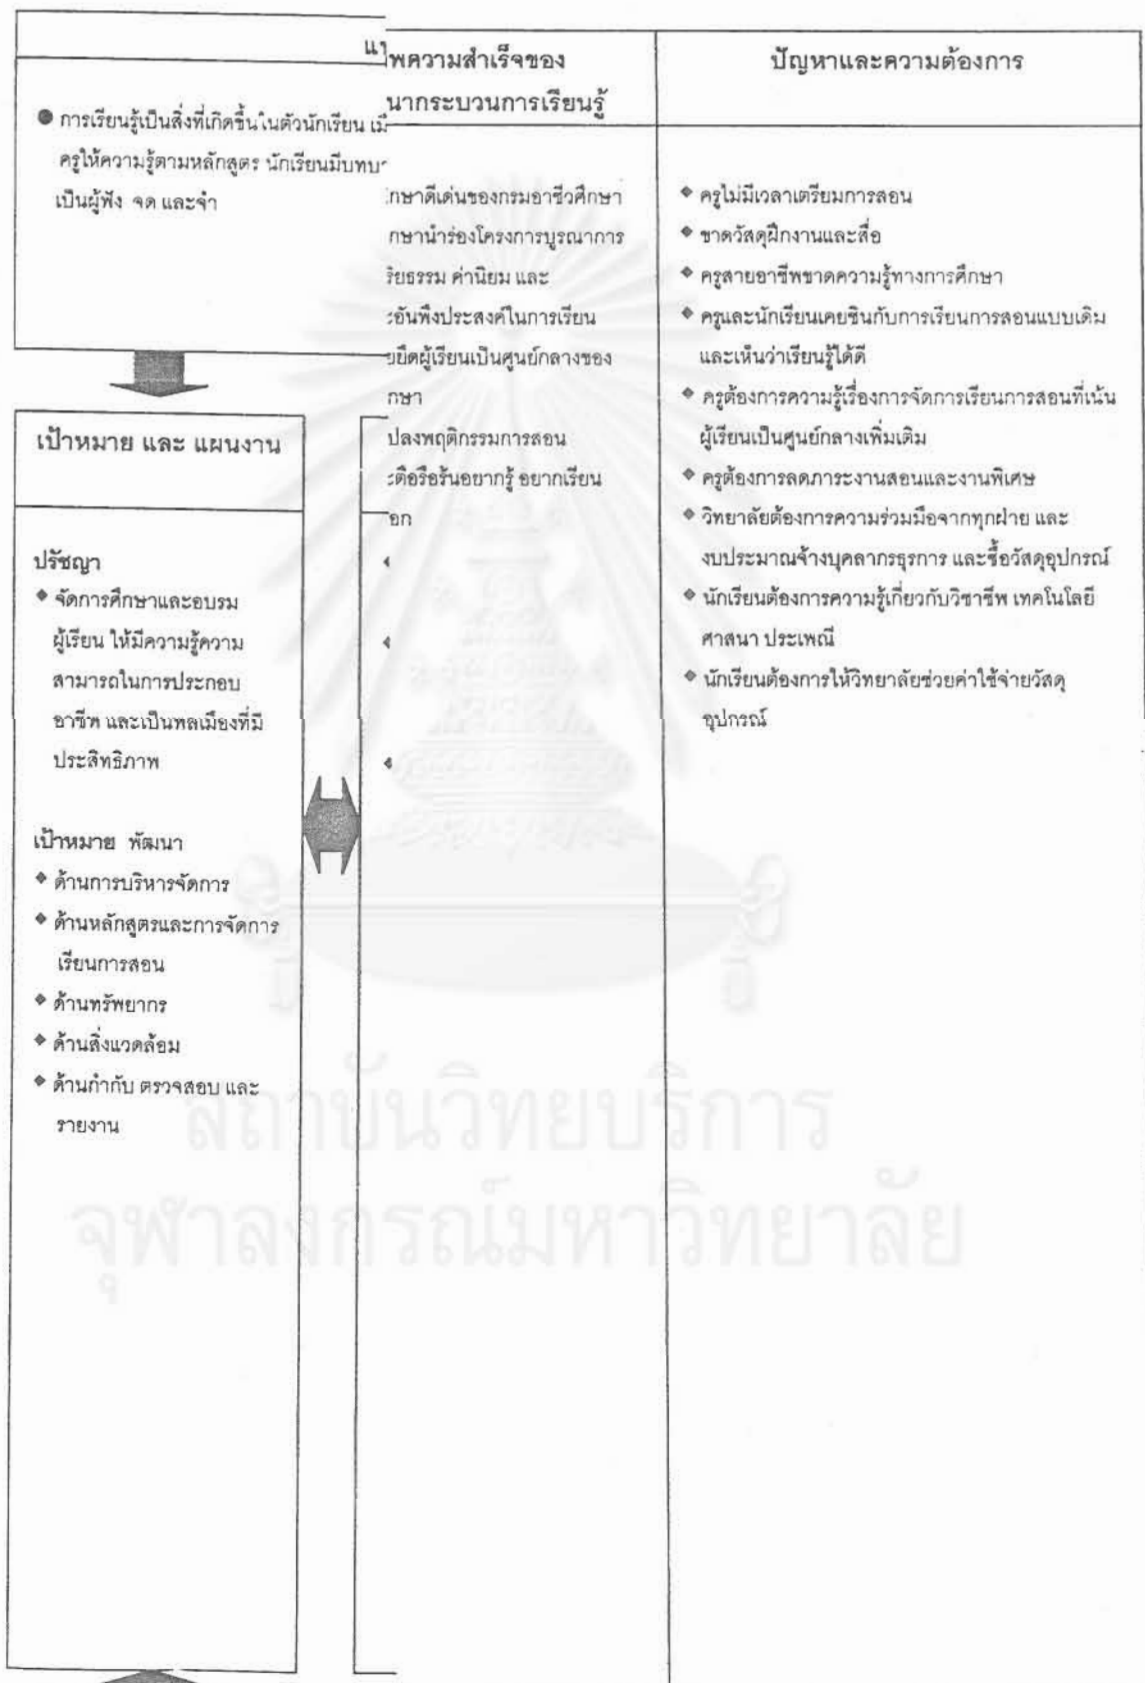 แน
● การเรียนรู้เป็นสิ่งที่เกิดขึ้นในตัวนักเรียน เมื
ครูให้ความรู้ตามหลักสูตร นักเรียนมีบทบา
เป็นผู้ฟัง จด และจำ
เป้าหมาย และ แผนงาน
ปรัชญา
◆ จัดการศึกษาและอบรม
ผู้เรียน ให้มีความรู้ความ
สามารถในการประกอบ
อาชีพ และเป็นพลเมืองที่มี
ประสิทธิภาพ
เป้าหมาย พัฒนา
◆ ด้านการบริหารจัดการ
◆ ด้านหลักสูตรและการจัดการ
เรียนการสอน
◆ ด้านทรัพยากร
◆ ด้านสิ่งแวดล้อม
◆ ด้านกำกับ ตรวจสอบ และ
รายงาน
าพความสำเร็จของ
นากระบวนการเรียนรู้
กษาดีเด่นของกรมอาชีวศึกษา
กษานำร่องโครงการบูรณาการ
ริยธรรม ค่านิยม และ
ะอันพึงประสงค์ในการเรียน
ยยึดผู้เรียนเป็นศูนย์กลางของ
กษา
ปลงพฤติกรรมการสอน
ะตือรือร้นอยากรู้ อยากเรียน
อก
ปัญหาและความต้องการ
◆ ครูไม่มีเวลาเตรียมการสอน
◆ ขาดวัสดุฝึกงานและสื่อ
◆ ครูสายอาชีพขาดความรู้ทางการศึกษา
◆ ครูและนักเรียนเคยชินกับการเรียนการสอนแบบเดิม
และเห็นว่าเรียนรู้ได้ดี
◆ ครูต้องการความรู้เรื่องการจัดการเรียนการสอนที่เน้น
ผู้เรียนเป็นศูนย์กลางเพิ่มเติม
◆ ครูต้องการลดภาระงานสอนและงานพิเศษ
◆ วิทยาลัยต้องการความร่วมมือจากทุกฝ่าย และ
งบประมาณจ้างบุคลากรธุรการ และซื้อวัสดุอุปกรณ์
◆ นักเรียนต้องการความรู้เกี่ยวกับวิชาชีพ เทคโนโลยี
ศาสนา ประเพณี
◆ นักเรียนต้องการให้วิทยาลัยช่วยค่าใช้จ่ายวัสดุ
อุปกรณ์
สถาบันวิทยบริการ
จุฬาลงกรณ์มหาวิทยาลัย